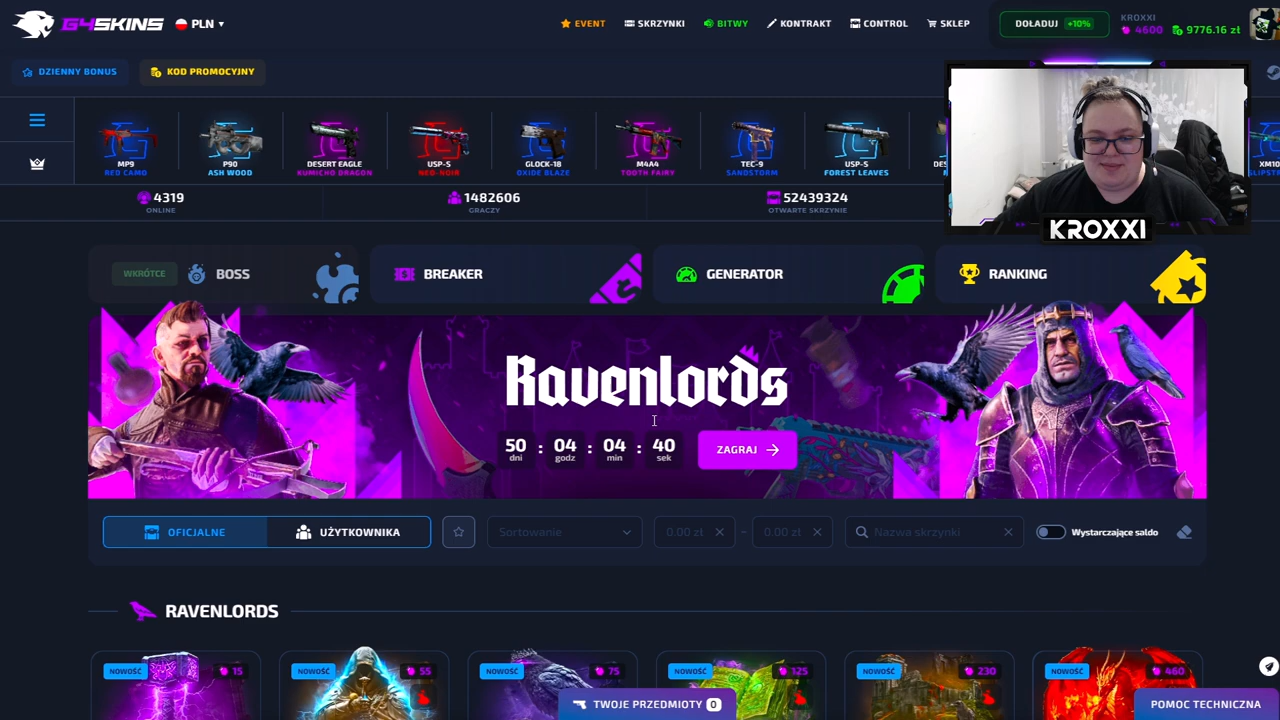 G4SKINS
PLN
EVENT
SKRZYNKI
BITWY
KONTRAKT
CONTROL
SKLEP
DOŁADUJ +10%
KROXXI
4600
9776.16 zł
DZIENNY BONUS
KOD PROMOCYJNY
MP9
RED CAMO
P90
ASH WOOD
DESERT EAGLE
KUMICHO DRAGON
USP-S
NEO-NOIR
GLOCK-18
OXIDE BLAZE
M4A4
TOOTH FAIRY
TEC-9
SANDSTORM
USP-S
FOREST LEAVES
4319
ONLINE
1482606
GRACZY
52439324
OTWARTE SKRZYNIE
KROXXI
WKRÓTCE
BOSS
BREAKER
GENERATOR
RANKING
Ravenlords
50 : 04 : 04 : 40
dni godz min sek
ZAGRAJ
OFICJALNE
UŻYTKOWNIKA
Sortowanie
0.00 zł
–
0.00 zł
Nazwa skrzynki
Wystarczające saldo
RAVENLORDS
NOWOŚĆ 15
NOWOŚĆ 55
NOWOŚĆ 75
NOWOŚĆ 125
NOWOŚĆ 230
NOWOŚĆ 460
TWOJE PRZEDMIOTY 0
POMOC TECHNICZNA